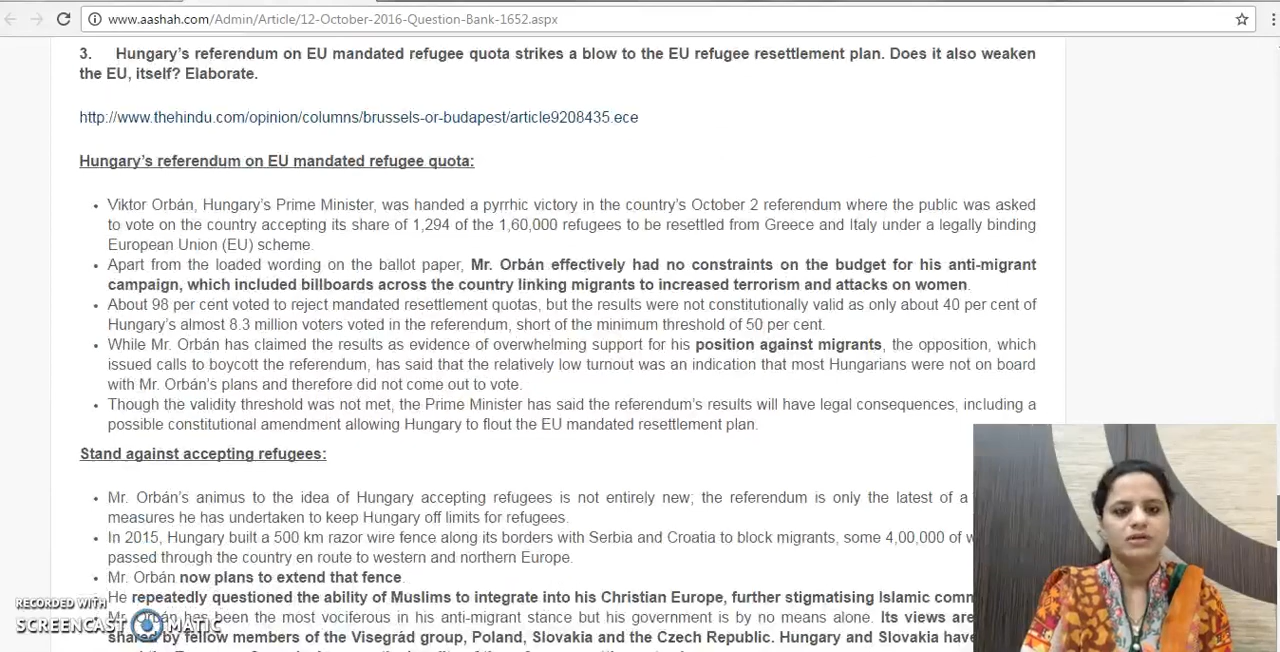 www.aashah.com/Admin/Article/12-October-2016-Question-Bank-1652.aspx
3. Hungary's referendum on EU mandated refugee quota strikes a blow to the EU refugee resettlement plan. Does it also weaken
the EU, itself? Elaborate.
http://www.thehindu.com/opinion/columns/brussels-or-budapest/article9208435.ece
Hungary's referendum on EU mandated refugee quota:
• Viktor Orbán, Hungary's Prime Minister, was handed a pyrrhic victory in the country's October 2 referendum where the public was asked
to vote on the country accepting its share of 1,294 of the 1,60,000 refugees to be resettled from Greece and Italy under a legally binding
European Union (EU) scheme.
• Apart from the loaded wording on the ballot paper, Mr. Orbán effectively had no constraints on the budget for his anti-migrant
campaign, which included billboards across the country linking migrants to increased terrorism and attacks on women.
• About 98 per cent voted to reject mandated resettlement quotas, but the results were not constitutionally valid as only about 40 per cent of
Hungary's almost 8.3 million voters voted in the referendum, short of the minimum threshold of 50 per cent.
• While Mr. Orbán has claimed the results as evidence of overwhelming support for his position against migrants, the opposition, which
issued calls to boycott the referendum, has said that the relatively low turnout was an indication that most Hungarians were not on board
with Mr. Orbán's plans and therefore did not come out to vote.
• Though the validity threshold was not met, the Prime Minister has said the referendum's results will have legal consequences, including a
possible constitutional amendment allowing Hungary to flout the EU mandated resettlement plan.
Stand against accepting refugees:
• Mr. Orbán's animus to the idea of Hungary accepting refugees is not entirely new; the referendum is only the latest of a
measures he has undertaken to keep Hungary off limits for refugees.
• In 2015, Hungary built a 500 km razor wire fence along its borders with Serbia and Croatia to block migrants, some 4,00,000 of
passed through the country en route to western and northern Europe.
• Mr. Orbán now plans to extend that fence.
He repeatedly questioned the ability of Muslims to integrate into his Christian Europe, further stigmatising Islamic
Mr. Orbán has been the most vociferous in his anti-migrant stance but his government is by no means alone. Its views are
shared by fellow members of the Visegrád group, Poland, Slovakia and the Czech Republic. Hungary and Slovakia have
RECORDED WITH
SCREENCAST MATIC